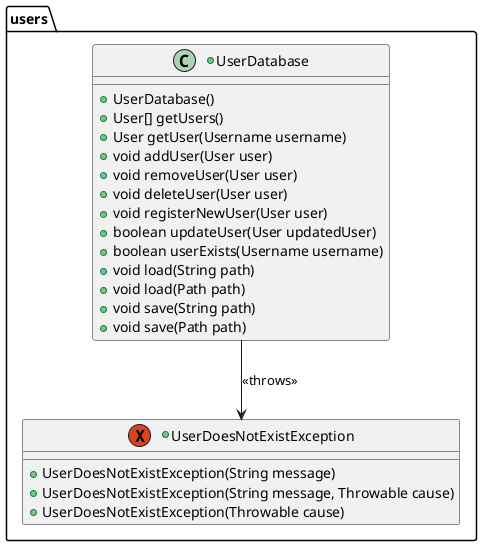 users
C UserDatabase
UserDatabase()
User[] getUsers()
User getUser(Username username)
void addUser(User user)
void removeUser(User user)
void deleteUser(User user)
void registerNewUser(User user)
boolean updateUser(User updatedUser)
boolean userExists(Username username)
void load(String path)
void load(Path path)
void save(String path)
void save(Path path)
«throws»
X UserDoesNotExistException
UserDoesNotExistException(String message)
UserDoesNotExistException(String message, Throwable cause)
UserDoesNotExistException(Throwable cause)